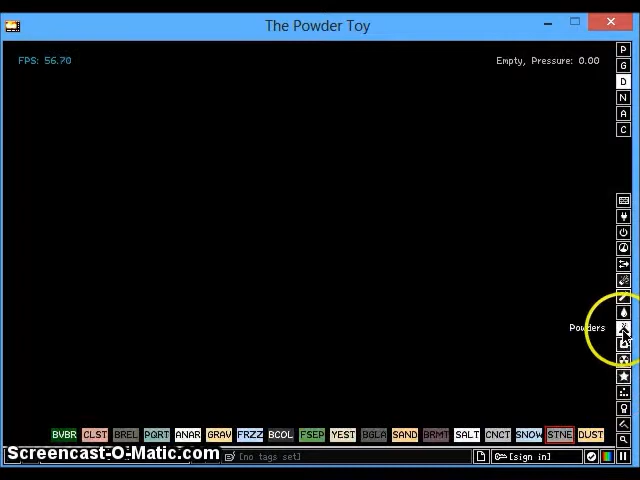 The Powder Toy
FPS: 56.70
Empty, Pressure: 0.00
P
G
D
N
A
C
Powders
BVBR CLST BREL PQRT ANAR GRAV FRZZ BCOL FSEP YEST BGLA SAND BRMT SALT CNCT SNOW STNE DUST
Screencast-O-Matic.com
[no tags set]
[sign in]